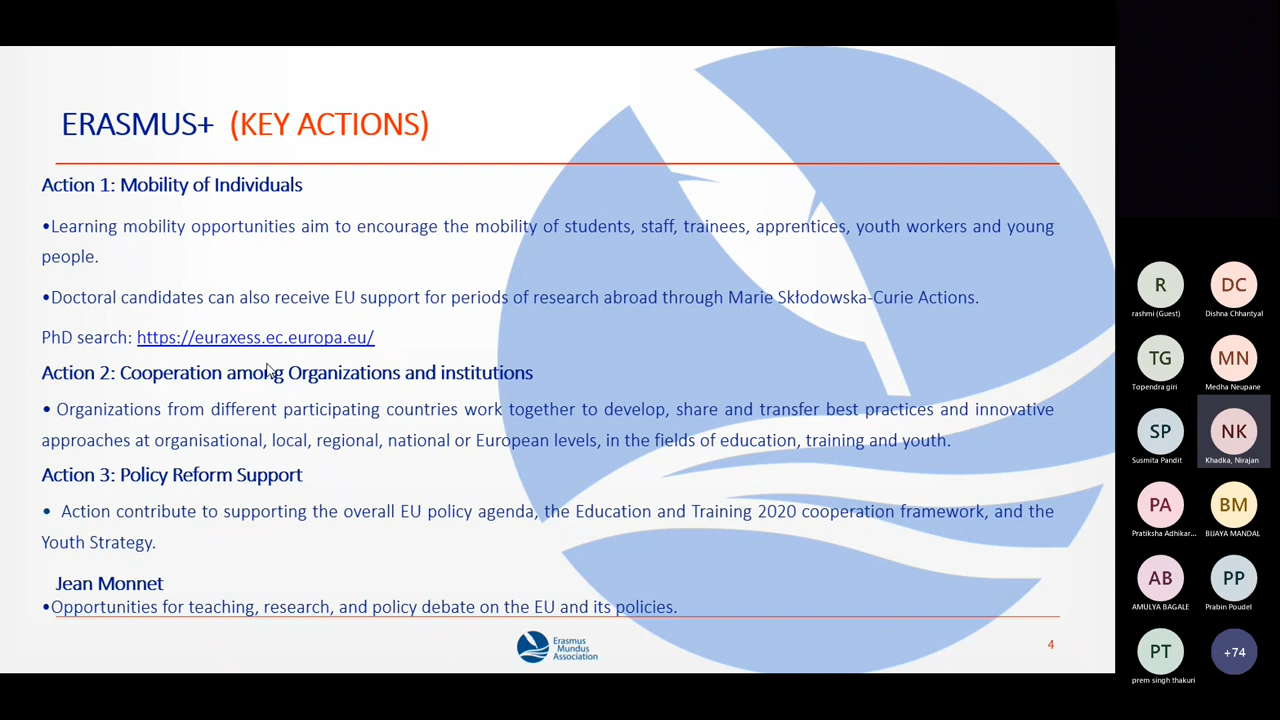 ERASMUS+ (KEY ACTIONS)
Action 1: Mobility of Individuals
•Learning mobility opportunities aim to encourage the mobility of students, staff, trainees, apprentices, youth workers and young
people.
•Doctoral candidates can also receive EU support for periods of research abroad through Marie Skłodowska-Curie Actions.
PhD search: https://euraxess.ec.europa.eu/
Action 2: Cooperation among Organizations and institutions
• Organizations from different participating countries work together to develop, share and transfer best practices and innovative
approaches at organisational, local, regional, national or European levels, in the fields of education, training and youth.
Action 3: Policy Reform Support
• Action contribute to supporting the overall EU policy agenda, the Education and Training 2020 cooperation framework, and the
Youth Strategy.
Jean Monnet
•Opportunities for teaching, research, and policy debate on the EU and its policies.
Erasmus
Mundus
Association
4
R
rashmi (Guest)
DC
Dishna Chhantyal
TG
Topendra giri
MN
Medha Neupane
SP
Susmita Pandit
NK
Khadka, Nirajan
PA
Pratiksha Adhikar...
BM
BIJAYA MANDAL
AB
AMULYA BAGALE
PP
Prabin Poudel
PT
prem singh thakuri
+74